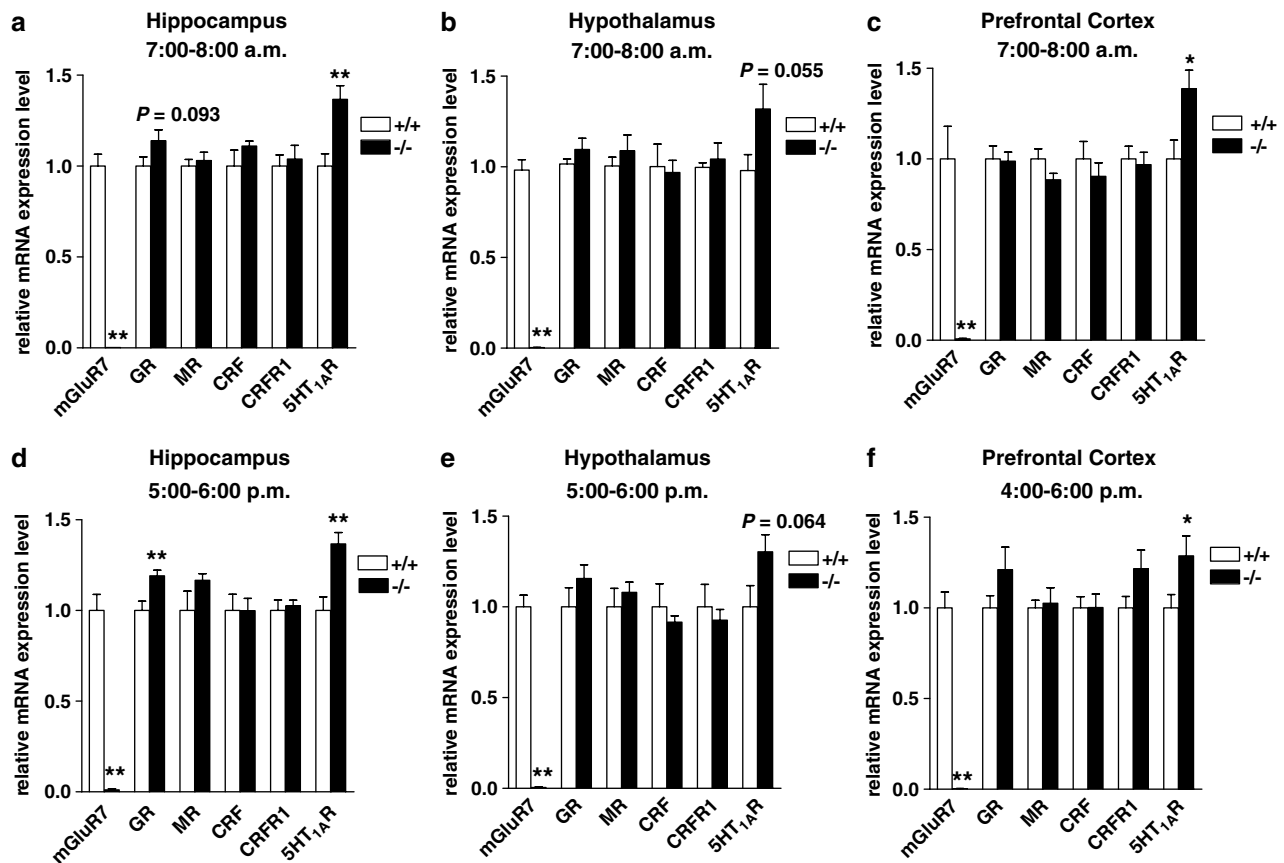 a
Hippocampus
7:00-8:00 a.m.
relative mRNA expression level
1.5
1.0
0.5
0.0
**
P = 0.093
**
+/+
-/-
mGluR7
GR
MR
CRF
CRFR1
5HT1AR
b
Hypothalamus
7:00-8:00 a.m.
relative mRNA expression level
1.5
1.0
0.5
0.0
**
P = 0.055
+/+
-/-
mGluR7
GR
MR
CRF
CRFR1
5HT1AR
c
Prefrontal Cortex
7:00-8:00 a.m.
relative mRNA expression level
1.5
1.0
0.5
0.0
**
*
+/+
-/-
mGluR7
GR
MR
CRF
CRFR1
5HT1AR
d
Hippocampus
5:00-6:00 p.m.
relative mRNA expression level
1.5
1.0
0.5
0.0
**
**
**
+/+
-/-
mGluR7
GR
MR
CRF
CRFR1
5HT1AR
e
Hypothalamus
5:00-6:00 p.m.
relative mRNA expression level
1.5
1.0
0.5
0.0
**
P = 0.064
+/+
-/-
mGluR7
GR
MR
CRF
CRFR1
5HT1AR
f
Prefrontal Cortex
4:00-6:00 p.m.
relative mRNA expression level
1.5
1.0
0.5
0.0
**
*
+/+
-/-
mGluR7
GR
MR
CRF
CRFR1
5HT1AR